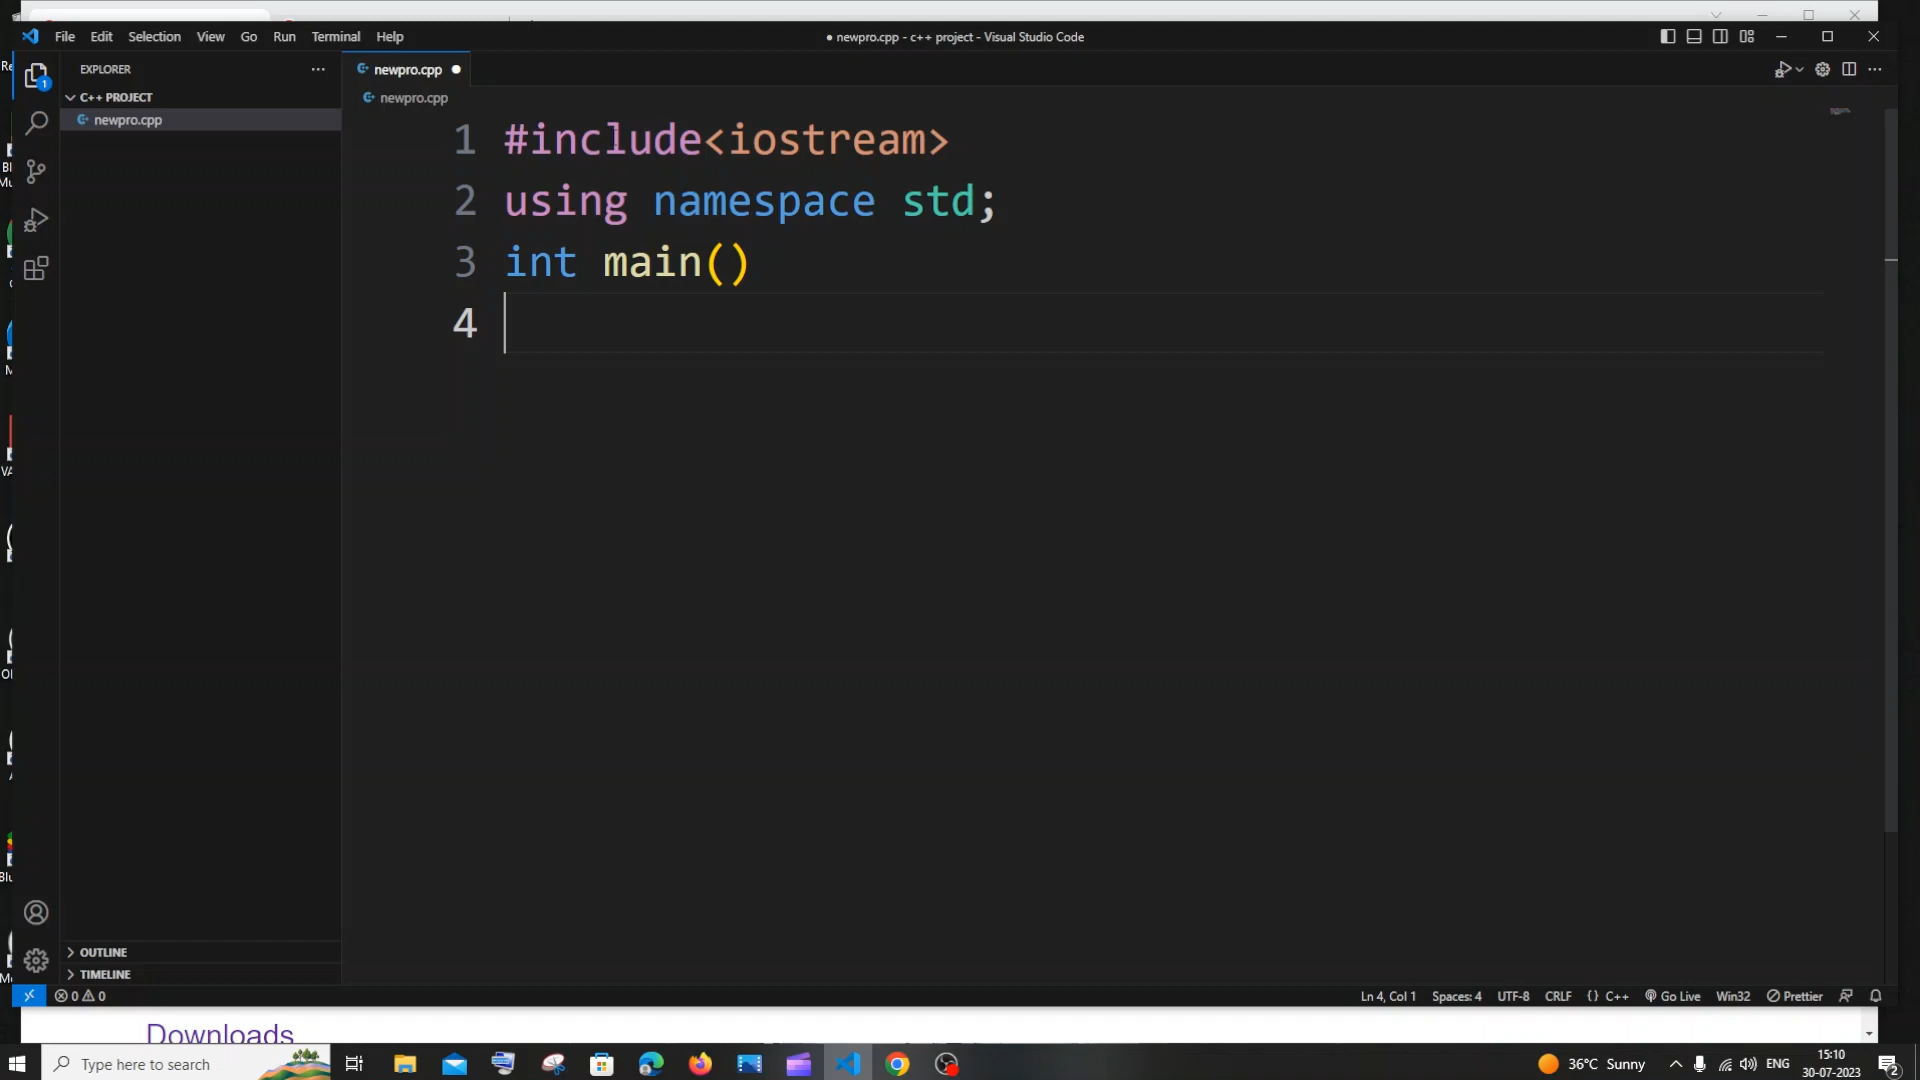 File Edit Selection View Go Run Terminal Help
● newpro.cpp - c++ project - Visual Studio Code
EXPLORER
C++ PROJECT
newpro.cpp
1
newpro.cpp
newpro.cpp
1 #include<iostream>
2 using namespace std;
3 int main()
4
OUTLINE
TIMELINE
0 0
Ln 4, Col 1 Spaces: 4 UTF-8 CRLF {} C++ Go Live Win32 Prettier
Downloads
Type here to search
36°C Sunny
ENG
15:10
30-07-2023
2